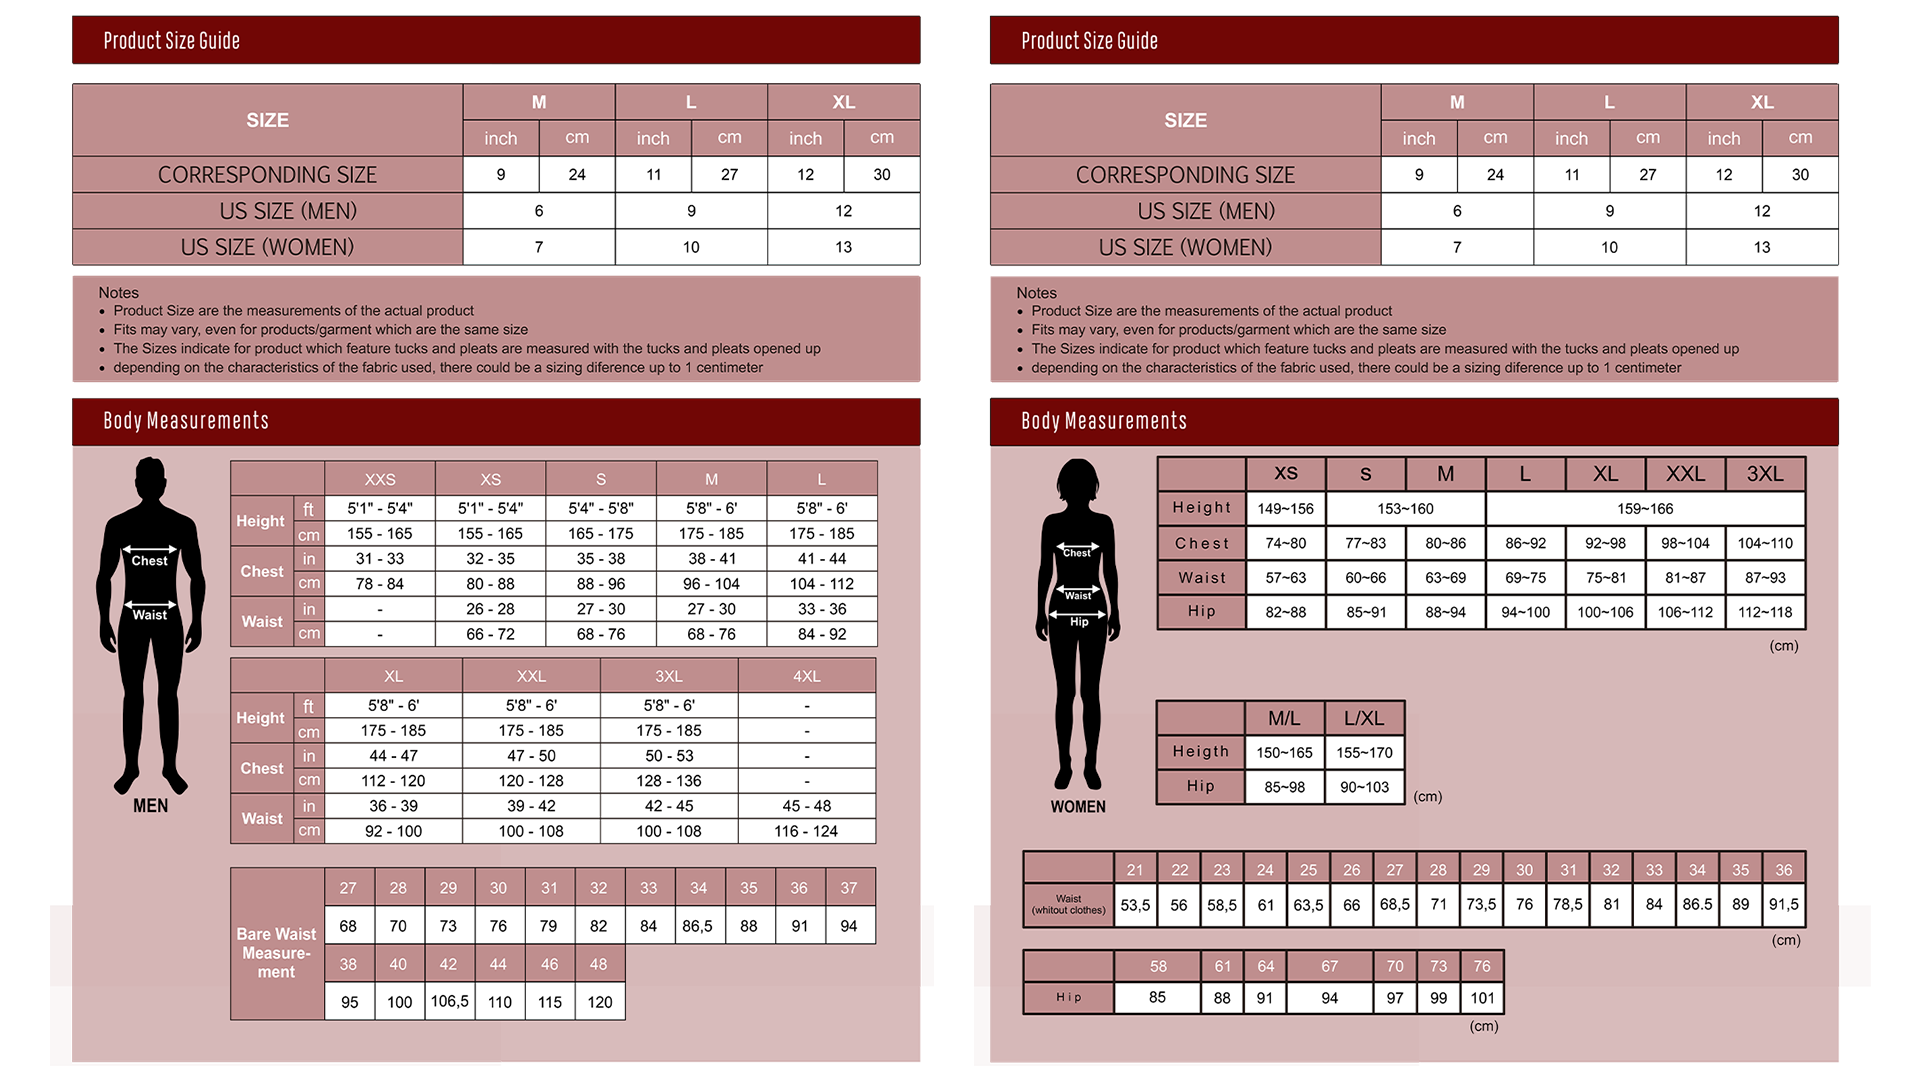 Product Size Guide
SIZE M L XL
inch cm inch cm inch cm
CORRESPONDING SIZE 9 24 11 27 12 30
US SIZE (MEN) 6 9 12
US SIZE (WOMEN) 7 10 13
Notes
• Product Size are the measurements of the actual product
• Fits may vary, even for products/garment which are the same size
• The Sizes indicate for product which feature tucks and pleats are measured with the tucks and pleats opened up
• depending on the characteristics of the fabric used, there could be a sizing diference up to 1 centimeter
Body Measurements
Chest
Waist
MEN
XXS XS S M L
Height ft 5'1" - 5'4" 5'1" - 5'4" 5'4" - 5'8" 5'8" - 6' 5'8" - 6'
cm 155 - 165 155 - 165 165 - 175 175 - 185 175 - 185
Chest in 31 - 33 32 - 35 35 - 38 38 - 41 41 - 44
cm 78 - 84 80 - 88 88 - 96 96 - 104 104 - 112
Waist in - 26 - 28 27 - 30 27 - 30 33 - 36
cm - 66 - 72 68 - 76 68 - 76 84 - 92
XL XXL 3XL 4XL
Height ft 5'8" - 6' 5'8" - 6' 5'8" - 6' -
cm 175 - 185 175 - 185 175 - 185 -
Chest in 44 - 47 47 - 50 50 - 53 -
cm 112 - 120 120 - 128 128 - 136 -
Waist in 36 - 39 39 - 42 42 - 45 45 - 48
cm 92 - 100 100 - 108 100 - 108 116 - 124
Bare Waist
Measure-
ment
27 28 29 30 31 32 33 34 35 36 37
68 70 73 76 79 82 84 86,5 88 91 94
38 40 42 44 46 48
95 100 106,5 110 115 120
Product Size Guide
SIZE M L XL
inch cm inch cm inch cm
CORRESPONDING SIZE 9 24 11 27 12 30
US SIZE (MEN) 6 9 12
US SIZE (WOMEN) 7 10 13
Notes
• Product Size are the measurements of the actual product
• Fits may vary, even for products/garment which are the same size
• The Sizes indicate for product which feature tucks and pleats are measured with the tucks and pleats opened up
• depending on the characteristics of the fabric used, there could be a sizing diference up to 1 centimeter
Body Measurements
Chest
Waist
Hip
WOMEN
XS S M L XL XXL 3XL
Height 149~156 153~160 159~166
Chest 74~80 77~83 80~86 86~92 92~98 98~104 104~110
Waist 57~63 60~66 63~69 69~75 75~81 81~87 87~93
Hip 82~88 85~91 88~94 94~100 100~106 106~112 112~118
(cm)
M/L L/XL
Heigth 150~165 155~170
Hip 85~98 90~103
(cm)
21 22 23 24 25 26 27 28 29 30 31 32 33 34 35 36
Waist
(whitout clothes)
53,5 56 58,5 61 63,5 66 68,5 71 73,5 76 78,5 81 84 86.5 89 91,5
(cm)
58 61 64 67 70 73 76
Hip 85 88 91 94 97 99 101
(cm)